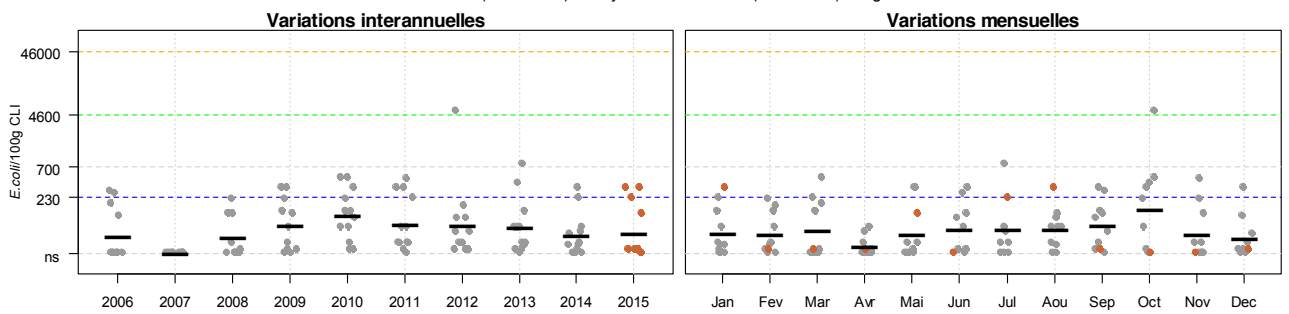 Variations interannuelles
Variations mensuelles
E.coli/100g CLI
46000
4600
700
230
ns
2006 2007 2008 2009 2010 2011 2012 2013 2014 2015
Jan Fev Mar Avr Mai Jun Jul Aou Sep Oct Nov Dec